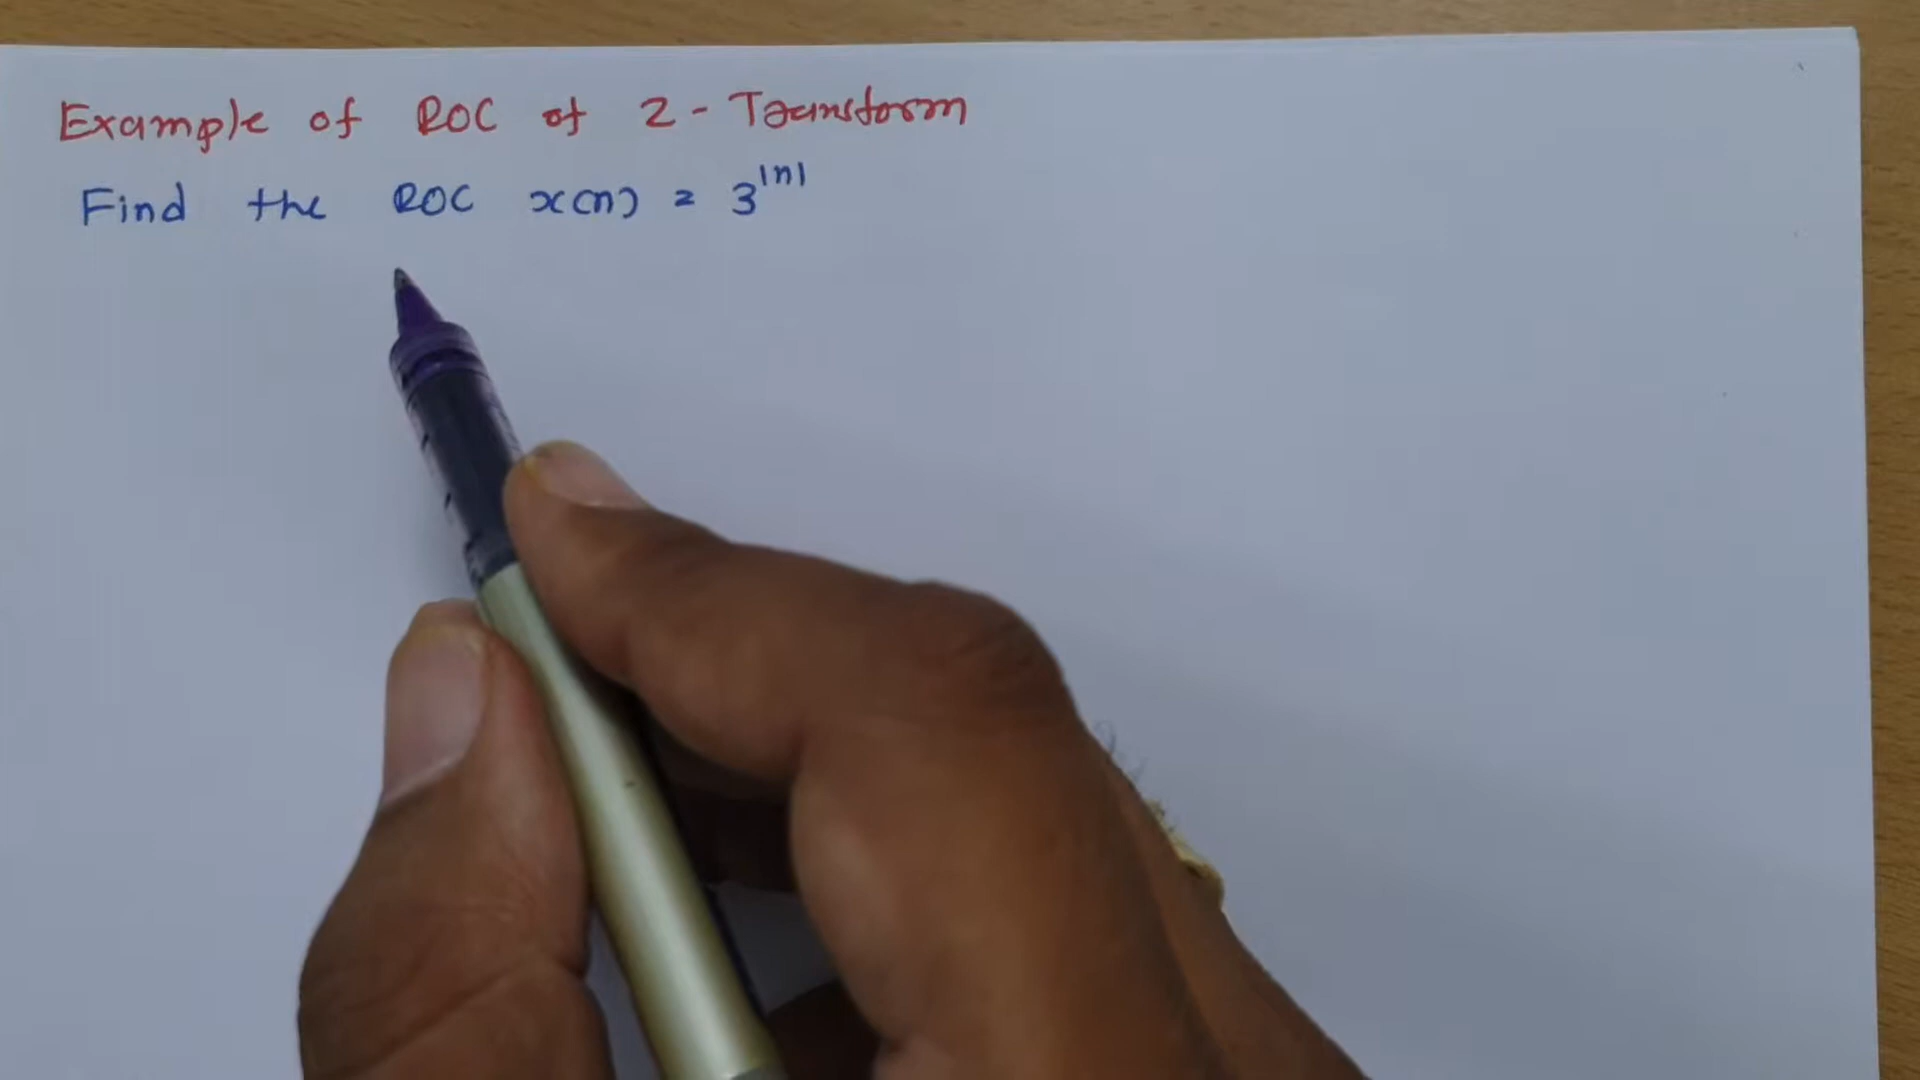 Example of ROC of Z - Transform
Find the ROC x(n) = 3^|n|